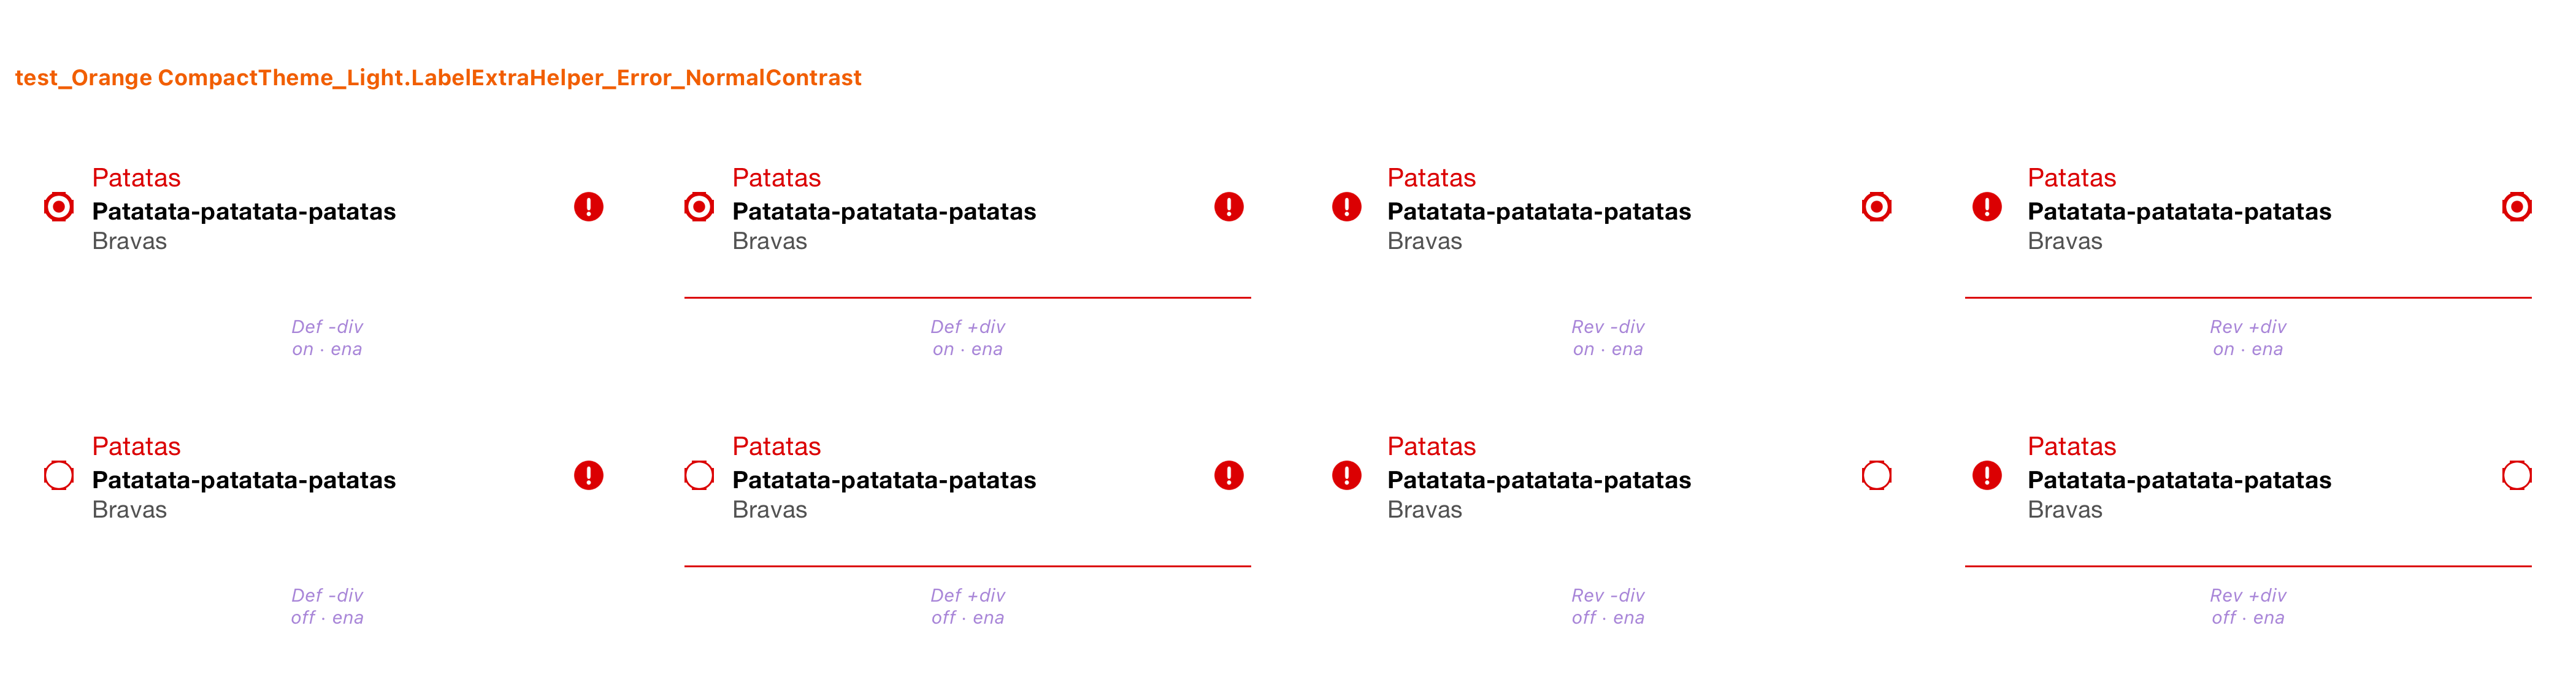 test_Orange CompactTheme_Light.LabelExtraHelper_Error_NormalContrast
Patatas
Patatata-patatata-patatas
Bravas
Def -div
on · ena
Patatas
Patatata-patatata-patatas
Bravas
Def +div
on · ena
Patatas
Patatata-patatata-patatas
Bravas
Rev -div
on · ena
Patatas
Patatata-patatata-patatas
Bravas
Rev +div
on · ena
Patatas
Patatata-patatata-patatas
Bravas
Def -div
off · ena
Patatas
Patatata-patatata-patatas
Bravas
Def +div
off · ena
Patatas
Patatata-patatata-patatas
Bravas
Rev -div
off · ena
Patatas
Patatata-patatata-patatas
Bravas
Rev +div
off · ena